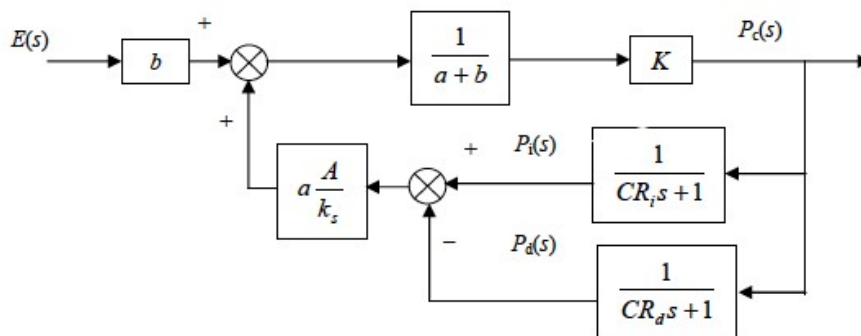 E(s)
+
b
1
a + b
K
P_c(s)
+
a A
k_s
+
P_i(s)
1
CR_i s + 1
−
P_d(s)
1
CR_d s + 1